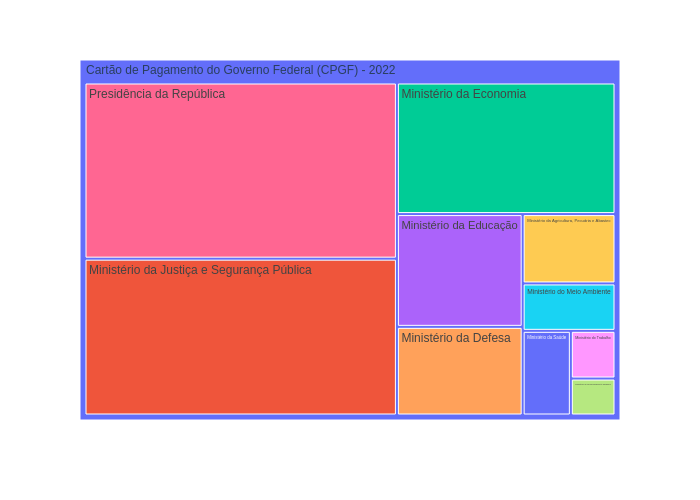 Cartão de Pagamento do Governo Federal (CPGF) - 2022
Presidência da República
Ministério da Economia
Ministério da Educação
Ministério da Agricultura, Pecuária e
Ministério do Meio Ambiente
Ministério da Justiça e Segurança Pública
Ministério da Defesa
Ministério da Saúde
Ministério do Trabalho